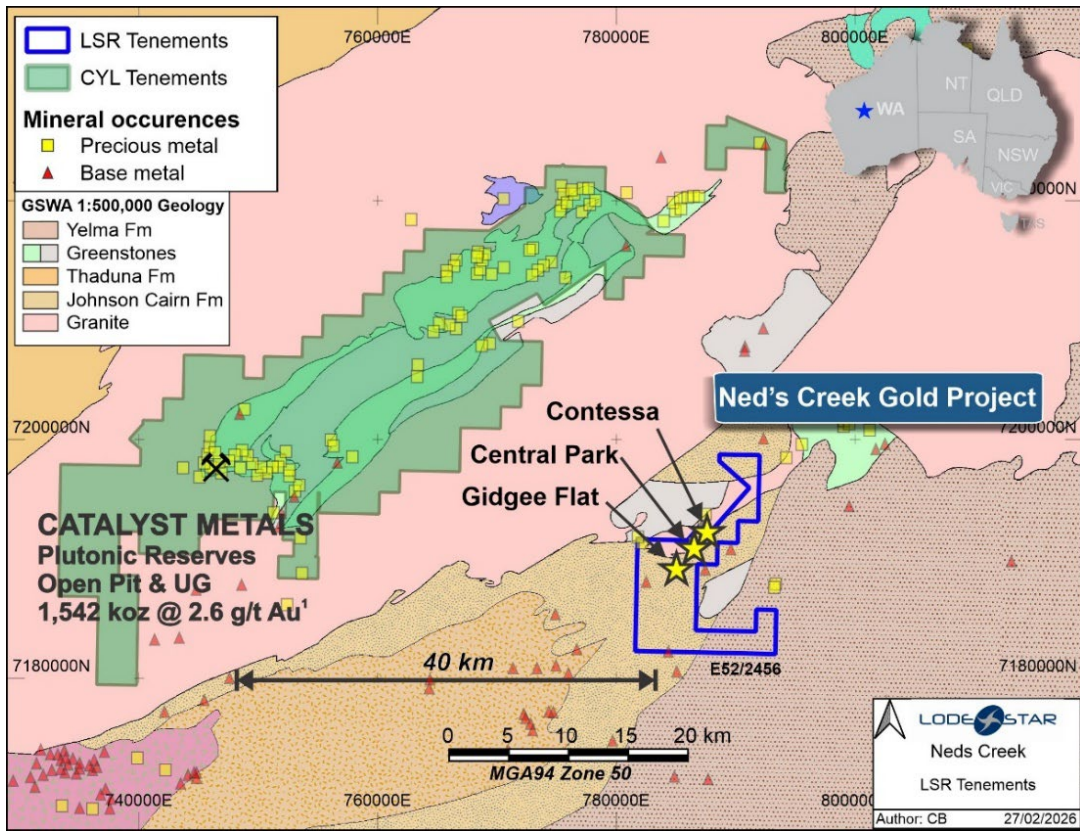 LSR Tenements
CYL Tenements
Mineral occurences
Precious metal
Base metal
GSWA 1:500,000 Geology
Yelma Fm
Greenstones
Thaduna Fm
Johnson Cairn Fm
Granite
760000E
780000E
800000E
WA
NT
QLD
SA
NSW
VIC
TAS
Ned's Creek Gold Project
7200000N
7200000N
Contessa
Central Park
Gidgee Flat
CATALYST METALS
Plutonic Reserves
Open Pit & UG
1,542 koz @ 2.6 g/t Au¹
7180000N
7180000N
40 km
E52/2456
0 5 10 15 20 km
MGA94 Zone 50
740000E
760000E
780000E
LODESTAR
Neds Creek
LSR Tenements
Author: CB 27/02/2026